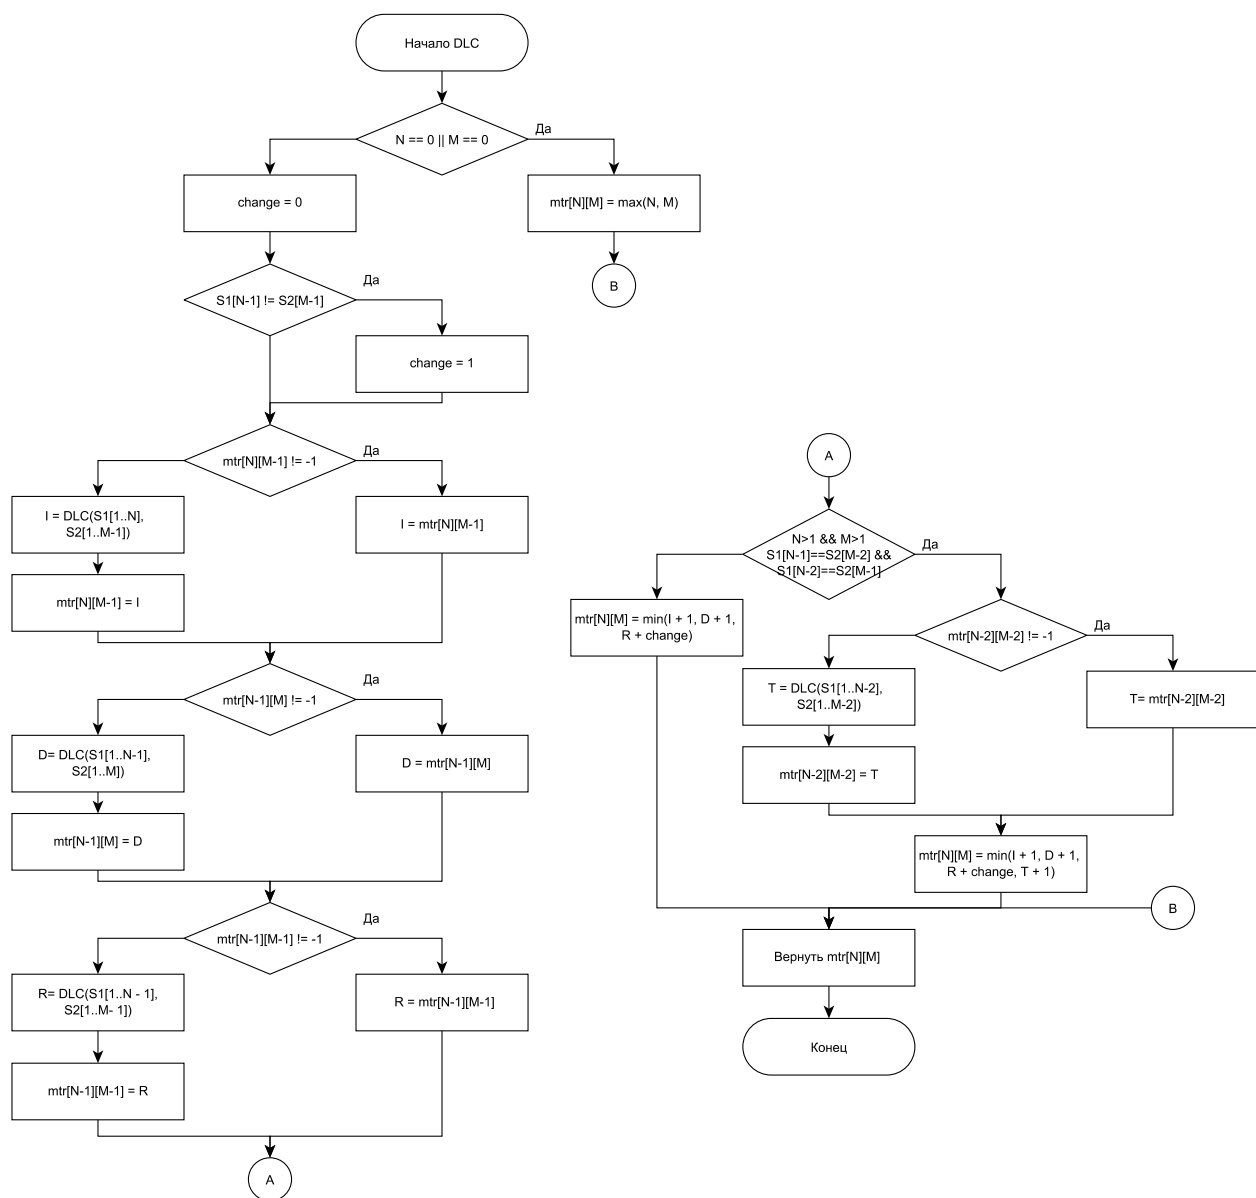 Начало DLC
N == 0 || M == 0
Да
change = 0
mtr[N][M] = max(N, M)
B
S1[N-1] != S2[M-1]
Да
change = 1
mtr[N][M-1] != -1
Да
I = DLC(S1[1..N],
S2[1..M-1])
I = mtr[N][M-1]
mtr[N][M-1] = I
mtr[N-1][M] != -1
Да
D= DLC(S1[1..N-1],
S2[1..M])
D = mtr[N-1][M]
mtr[N-1][M] = D
mtr[N-1][M-1] != -1
Да
R= DLC(S1[1..N - 1],
S2[1..M- 1])
R = mtr[N-1][M-1]
mtr[N-1][M-1] = R
A
A
N>1 && M>1
S1[N-1]==S2[M-2] &&
S1[N-2]==S2[M-1]
Да
mtr[N][M] = min(I + 1, D + 1,
R + change)
mtr[N-2][M-2] != -1
Да
T = DLC(S1[1..N-2],
S2[1..M-2])
T= mtr[N-2][M-2]
mtr[N-2][M-2] = T
mtr[N][M] = min(I + 1, D + 1,
R + change, T + 1)
B
Вернуть mtr[N][M]
Конец